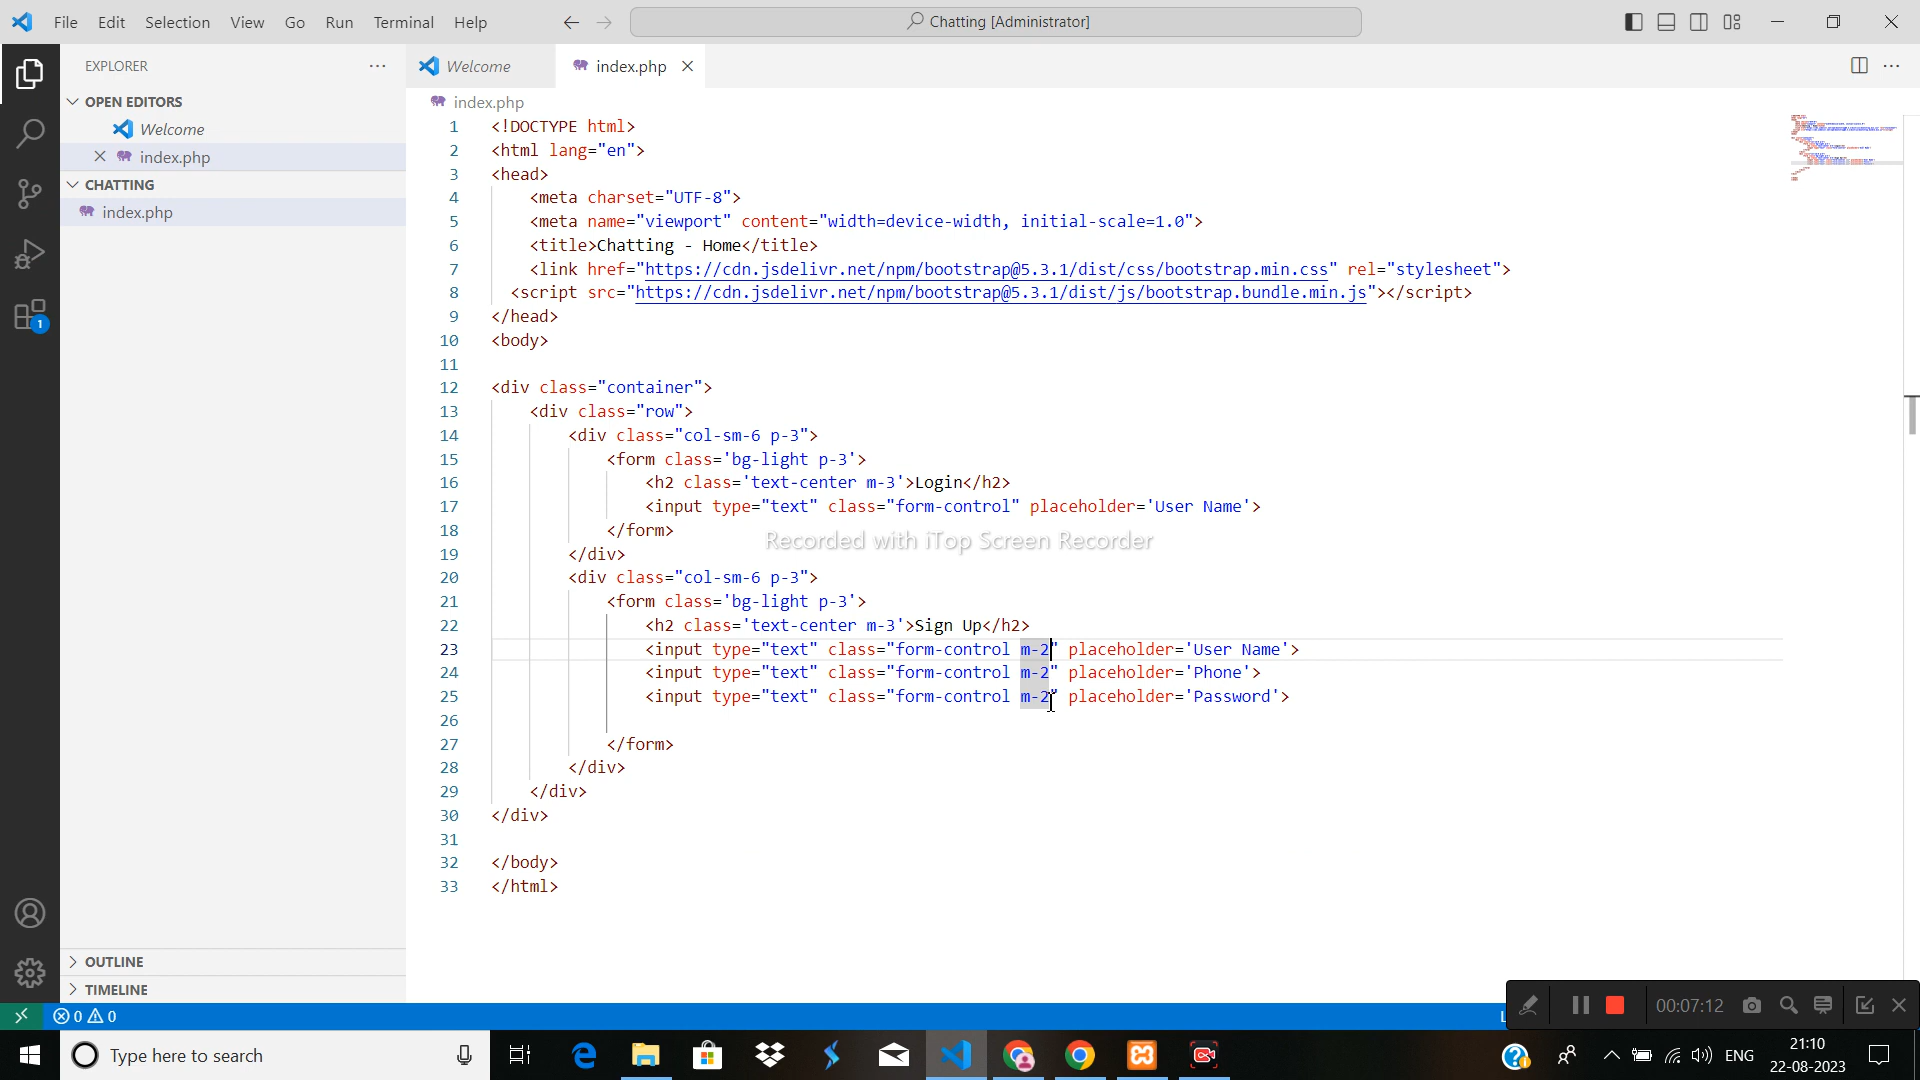 File Edit Selection View Go Run Terminal Help
Chatting [Administrator]
EXPLORER
OPEN EDITORS
Welcome
index.php
CHATTING
index.php
OUTLINE
TIMELINE
Welcome
index.php
index.php
1 <!DOCTYPE html>
2 <html lang="en">
3 <head>
4 <meta charset="UTF-8">
5 <meta name="viewport" content="width=device-width, initial-scale=1.0">
6 <title>Chatting - Home</title>
7 <link href="https://cdn.jsdelivr.net/npm/bootstrap@5.3.1/dist/css/bootstrap.min.css" rel="stylesheet">
8 <script src="https://cdn.jsdelivr.net/npm/bootstrap@5.3.1/dist/js/bootstrap.bundle.min.js"></script>
9 </head>
10 <body>
11
12 <div class="container">
13 <div class="row">
14 <div class="col-sm-6 p-3">
15 <form class='bg-light p-3'>
16 <h2 class='text-center m-3'>Login</h2>
17 <input type="text" class="form-control" placeholder='User Name'>
18 </form>
Recorded with iTop Screen Recorder
19 </div>
20 <div class="col-sm-6 p-3">
21 <form class='bg-light p-3'>
22 <h2 class='text-center m-3'>Sign Up</h2>
23 <input type="text" class="form-control m-2" placeholder='User Name'>
24 <input type="text" class="form-control m-2" placeholder='Phone'>
25 <input type="text" class="form-control m-2" placeholder='Password'>
26
27 </form>
28 </div>
29 </div>
30 </div>
31
32 </body>
33 </html>
1
0 0
00:07:12
Type here to search
ENG
21:10
22-08-2023